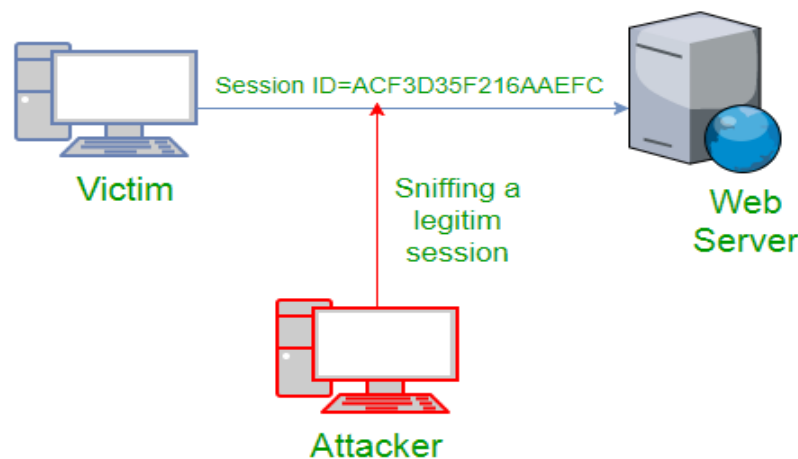 Session ID=ACF3D35F216AAEFC
Victim
Sniffing a
legitim
session
Web
Server
Attacker